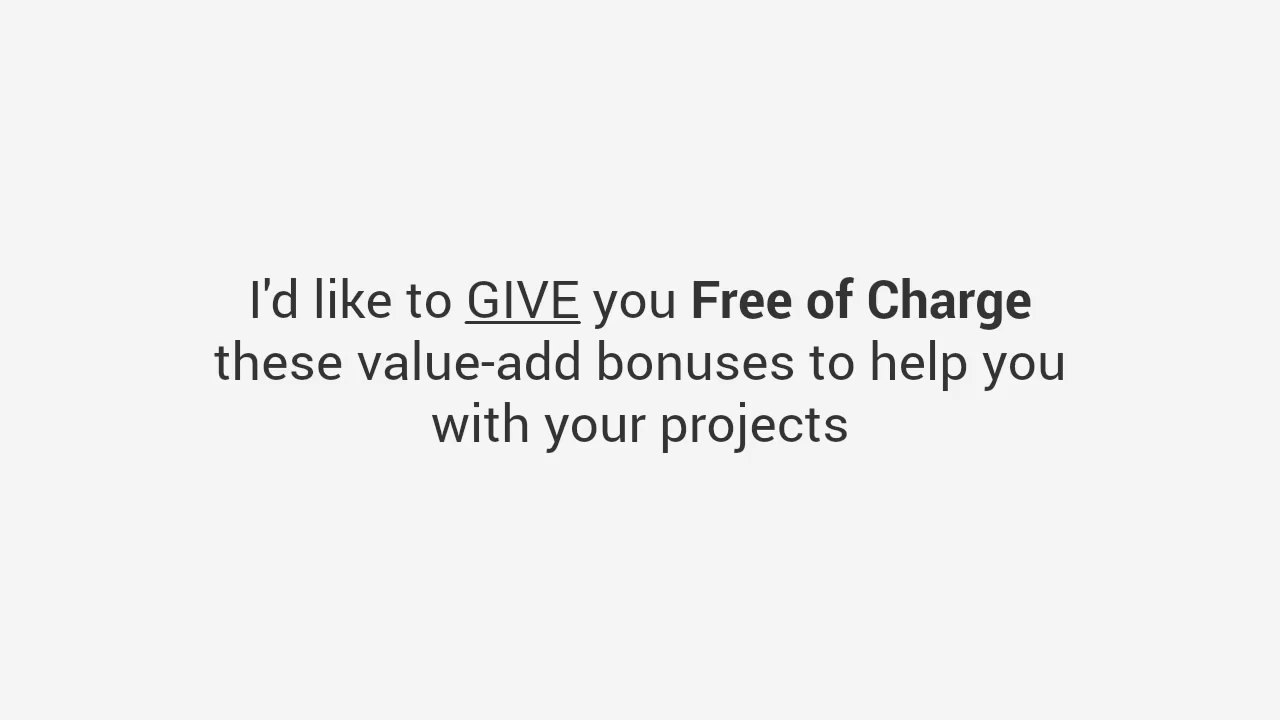 I'd like to GIVE you Free of Charge
these value-add bonuses to help you
with your projects